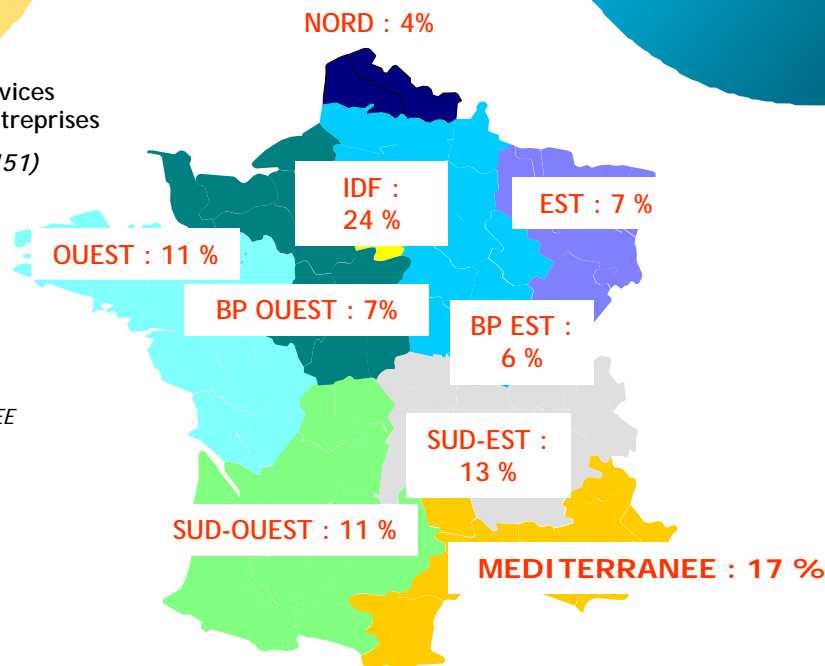 NORD : 4%
vices
treprises
151)
IDF :
24 %
EST : 7 %
OUEST : 11 %
BP OUEST : 7%
BP EST :
6 %
EE
SUD-EST :
13 %
SUD-OUEST : 11 %
MEDITERRANEE : 17 %